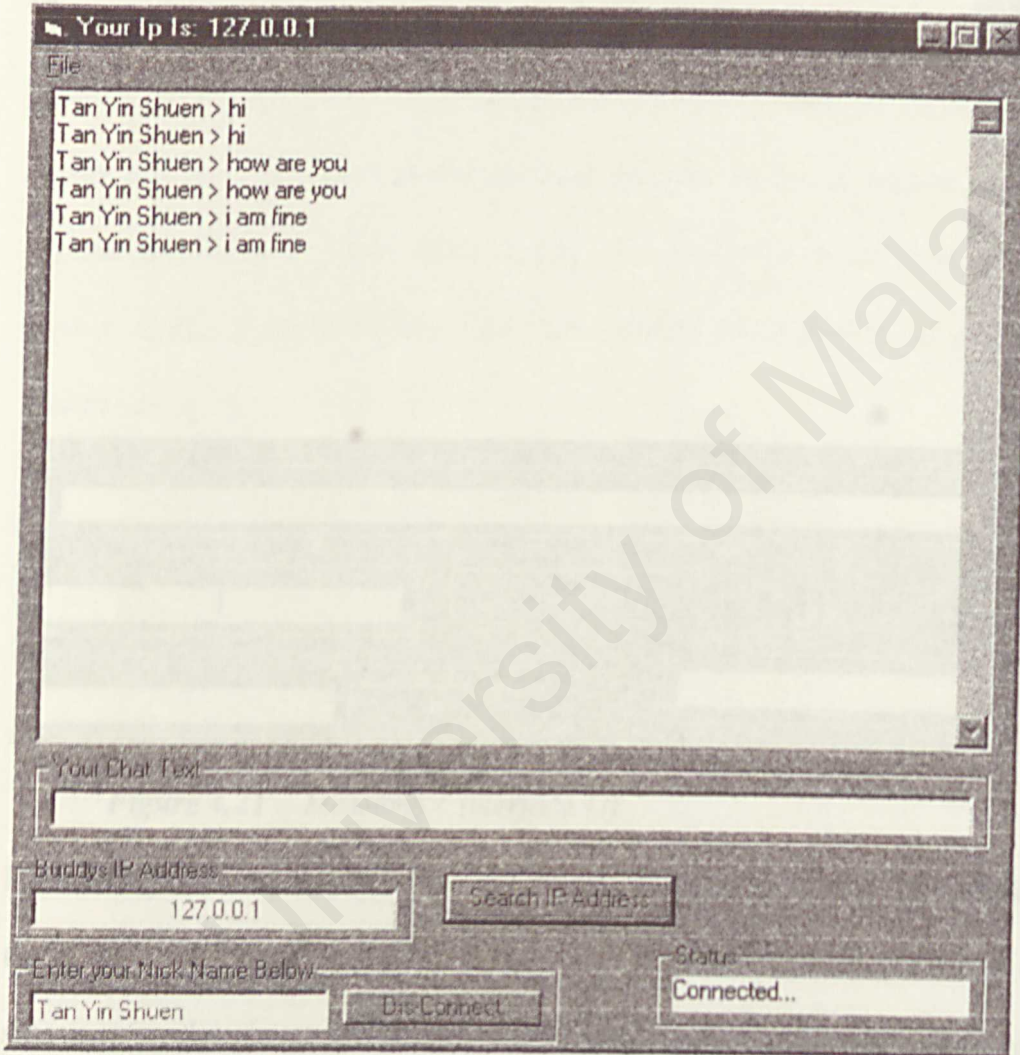 Your Ip Is: 127.0.0.1
File
Tan Yin Shuen > hi
Tan Yin Shuen > hi
Tan Yin Shuen > how are you
Tan Yin Shuen > how are you
Tan Yin Shuen > i am fine
Tan Yin Shuen > i am fine
Your Chat Text
Buddys IP Address
127.0.0.1
Search IP Address
Enter your Nick Name Below
Tan Yin Shuen
Dis-Connect
Status
Connected...
University of Mala